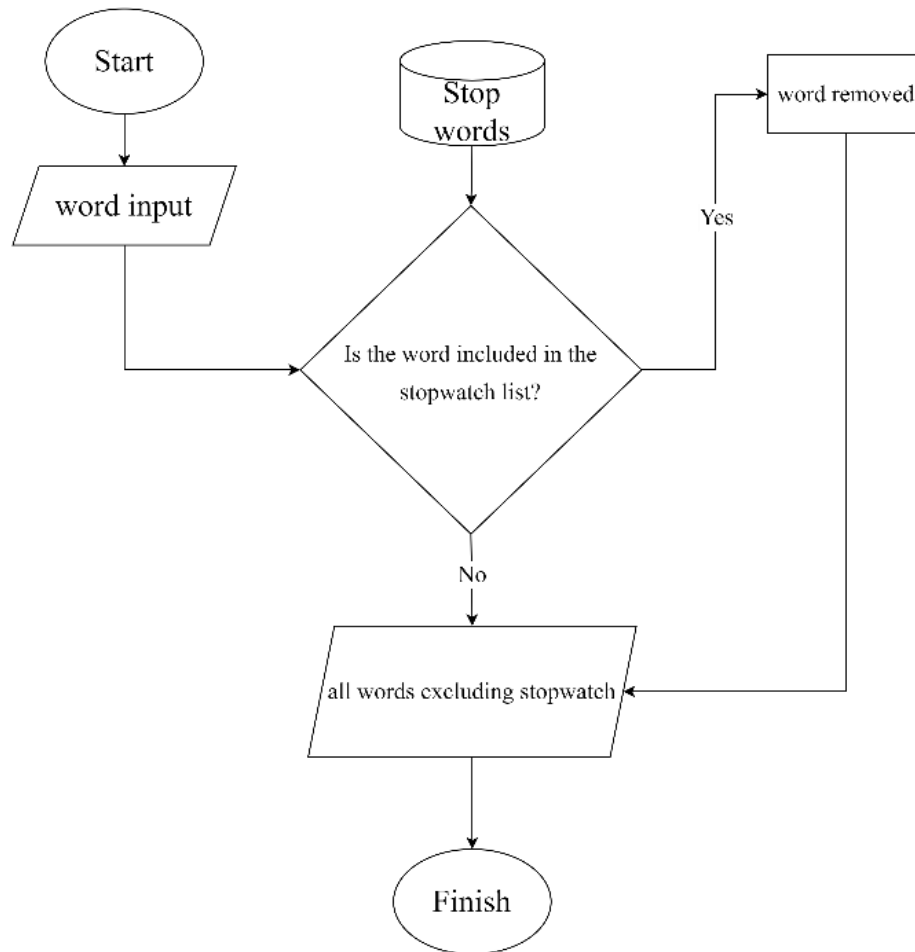 Start
Stop
words
word removed
word input
Yes
Is the word included in the
stopwatch list?
No
all words excluding stopwatch
Finish